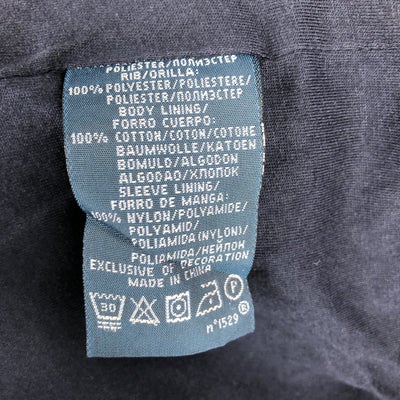 POLIESTER/ПОЛИЭСТЕР
RIB/ORILLA:
100% POLYESTER/POLIESTERE/
POLIESTER/ПОЛИЭСТЕР
BODY LINING/
FORRO CUERPO:
100% COTTON/COTON/COTONE
BAUMWOLLE/KATOEN
BOMULD/ALGODON
ALGODAO/ХЛОПОК
SLEEVE LINING/
FORRO DE MANGA:
100% NYLON/POLYAMIDE/
POLYAMID/
POLIAMIDA(NYLON)/
POLIAMIDA/НЕЙЛОН
EXCLUSIVE OF DECORATION
MADE IN CHINA
30 P
n°1529®